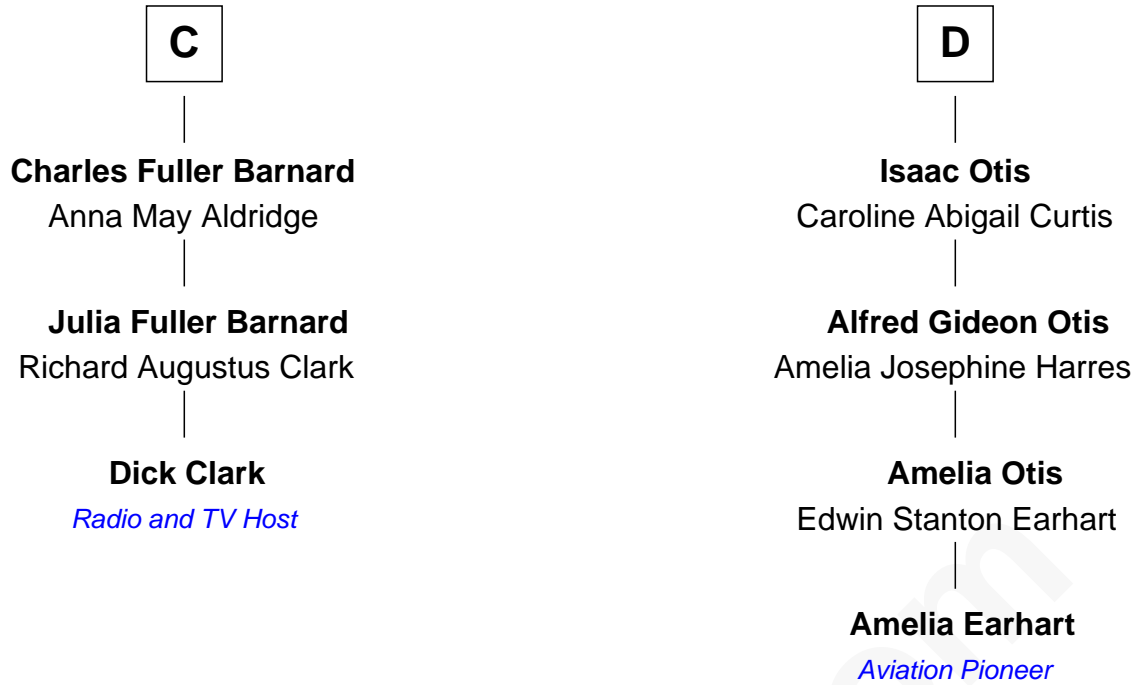 C
Charles Fuller Barnard
Anna May Aldridge
Julia Fuller Barnard
Richard Augustus Clark
Dick Clark
Radio and TV Host
D
Isaac Otis
Caroline Abigail Curtis
Alfred Gideon Otis
Amelia Josephine Harres
Amelia Otis
Edwin Stanton Earhart
Amelia Earhart
Aviation Pioneer